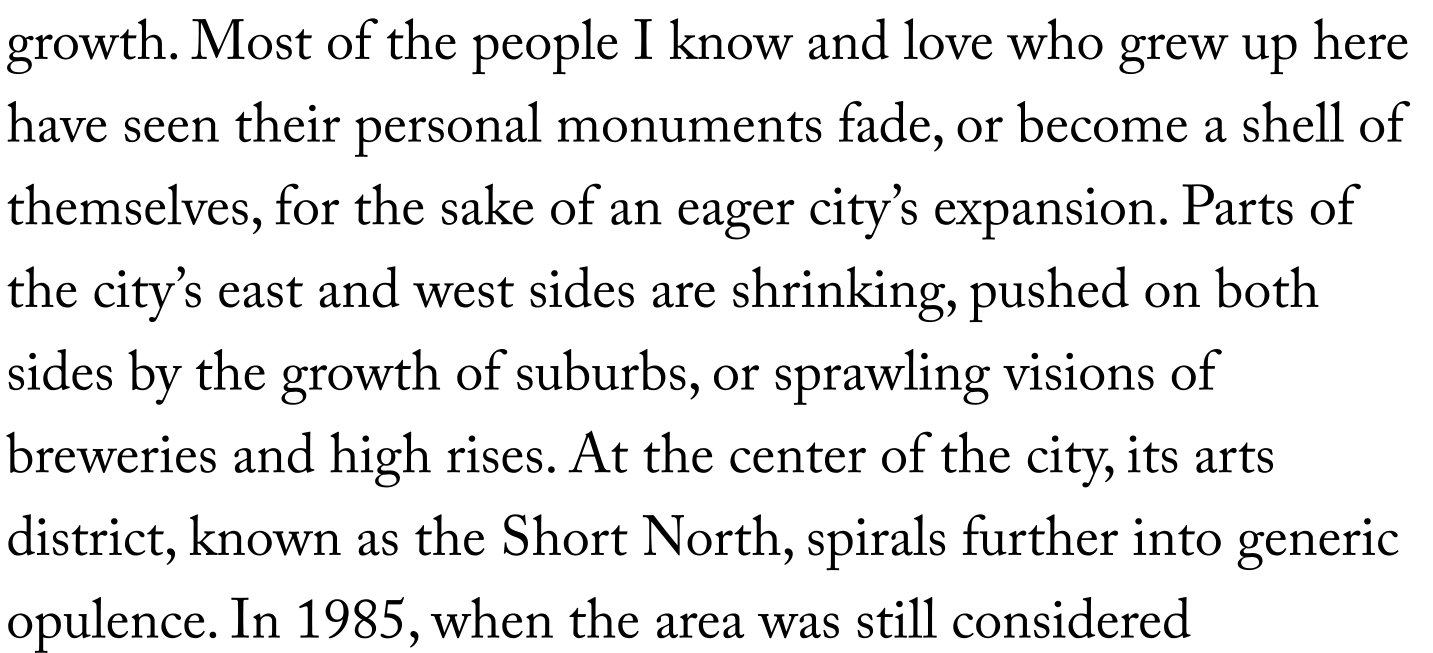 growth. Most of the people I know and love who grew up here
have seen their personal monuments fade, or become a shell of
themselves, for the sake of an eager city’s expansion. Parts of
the city’s east and west sides are shrinking, pushed on both
sides by the growth of suburbs, or sprawling visions of
breweries and high rises. At the center of the city, its arts
district, known as the Short North, spirals further into generic
opulence. In 1985, when the area was still considered